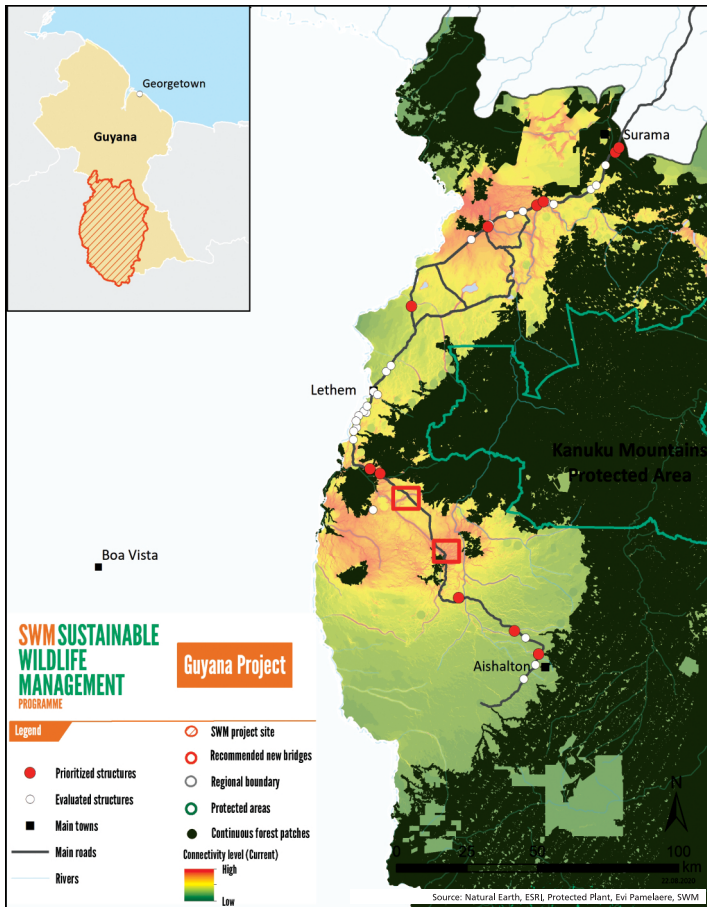 Georgetown
Guyana
Surama
Lethem
Kanuku Mountains
Protected Area
Boa Vista
Aishalton
SWM SUSTAINABLE
WILDLIFE
MANAGEMENT
PROGRAMME
Guyana Project
Legend
Prioritized structures
Evaluated structures
Main towns
Main roads
Rivers
SWM project site
Recommended new bridges
Regional boundary
Protected areas
Continuous forest patches
Connectivity level (Current)
High
Low
N
0 25 50 100
km
22.09.2020
Source: Natural Earth, ESRI, Protected Plant, Evi Pamelaere, SWM